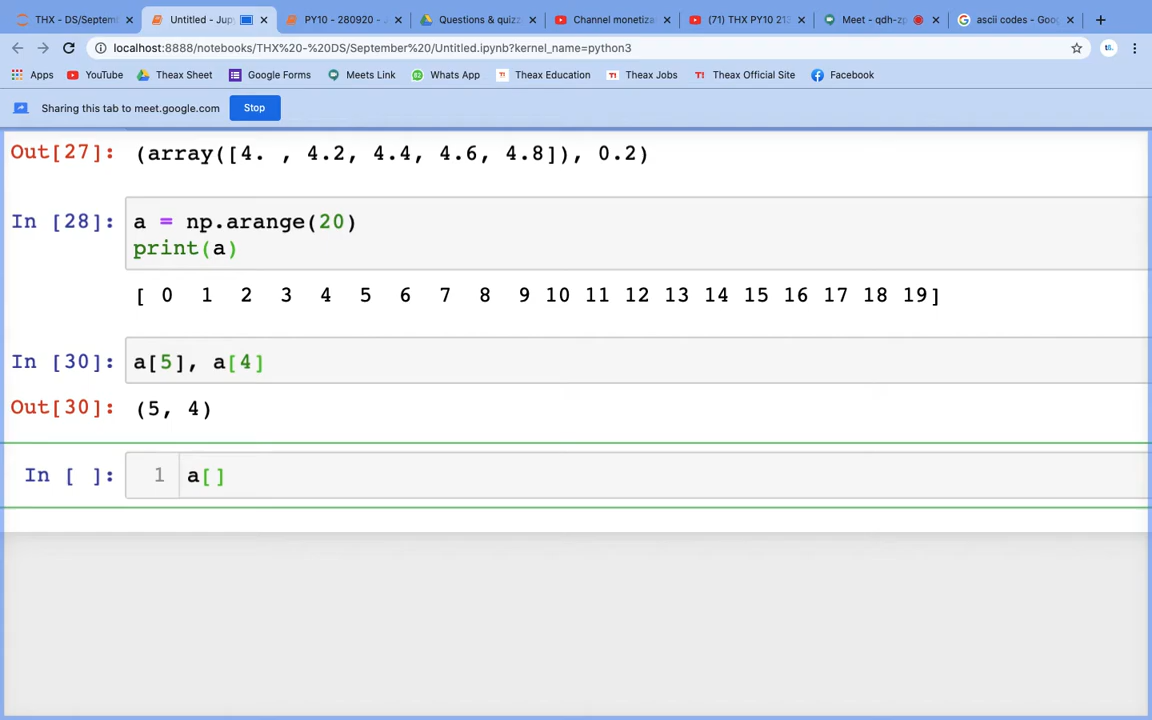 THX - DS/Septem
Untitled - Jup
PY10 - 280920 -
Questions & quizz
Channel monetiza
(71) THX PY10 213
Meet - qdh-zp
ascii codes - Goo
localhost:8888/notebooks/THX%20-%20DS/September%20/Untitled.ipynb?kernel_name=python3
Apps YouTube Theax Sheet Google Forms Meets Link Whats App Theax Education Theax Jobs Theax Official Site Facebook
Sharing this tab to meet.google.com Stop
Out[27]: (array([4. , 4.2, 4.4, 4.6, 4.8]), 0.2)
In [28]: a = np.arange(20)
print(a)
[ 0 1 2 3 4 5 6 7 8 9 10 11 12 13 14 15 16 17 18 19]
In [30]: a[5], a[4]
Out[30]: (5, 4)
In [ ]: 1 a[]